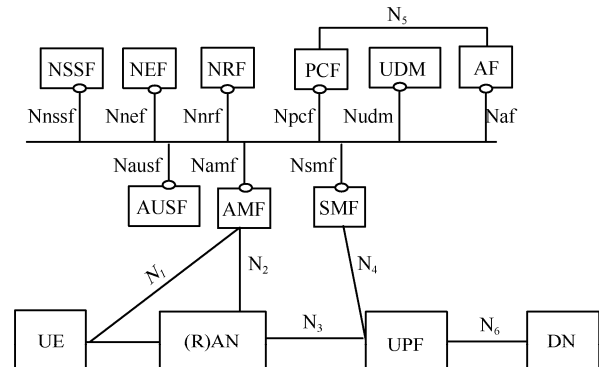 N₅
NSSF NEF NRF PCF UDM AF
Nnssf Nnef Nnrf Npcf Nudm Naf
Nausf Namf Nsmf
AUSF AMF SMF
N₁ N₂ N₄
UE (R)AN N₃ UPF N₆ DN